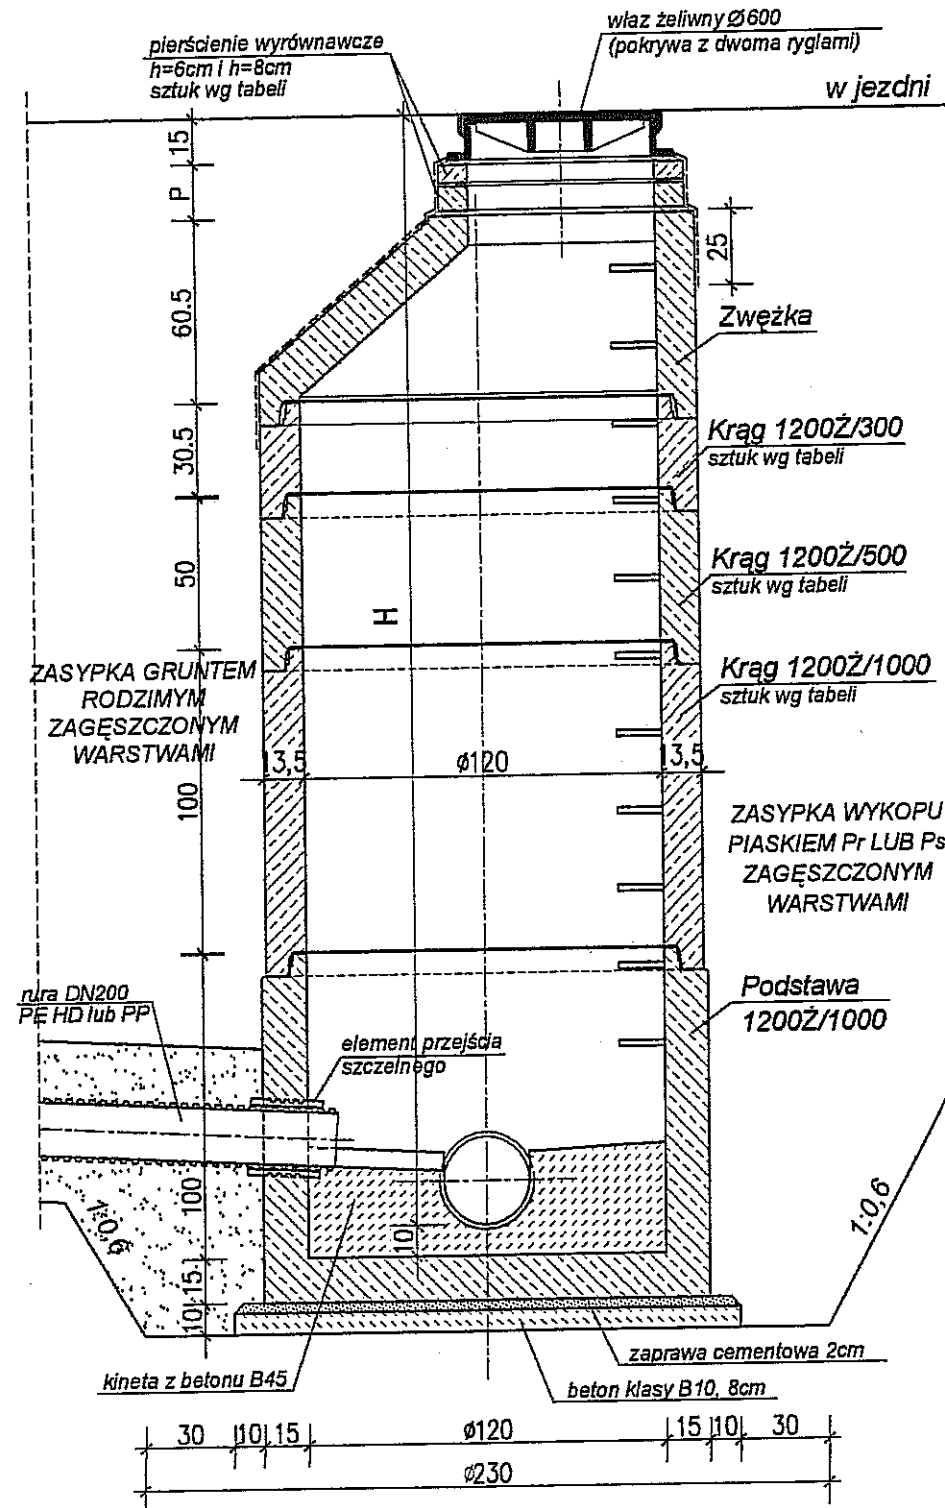 właz żeliwny Ø600
(pokrywa z dwoma ryglami)
pierścienie wyrównawcze
h=6cm i h=8cm
sztuk wg tabeli
w jezdni
15
P
25
60.5
Zwężka
30.5
Krąg 1200Ż/300
sztuk wg tabeli
50
Krąg 1200Ż/500
sztuk wg tabeli
H
ZASYPKA GRUNTEM
RODZIMYM
ZAGĘSZCZONYM
WARSTWAMI
Krąg 1200Ż/1000
sztuk wg tabeli
13,5
ø120
13,5
100
ZASYPKA WYKOPU
PIASKIEM Pr LUB Ps
ZAGĘSZCZONYM
WARSTWAMI
rura DN200
PE HD lub PP
Podstawa
1200Ż/1000
element przejścia
szczelnego
100
1:0,6
10
1:0,6
15
10
zaprawa cementowa 2cm
kineta z betonu B45
beton klasy B10, 8cm
30
10
15
ø120
15
10
30
ø230